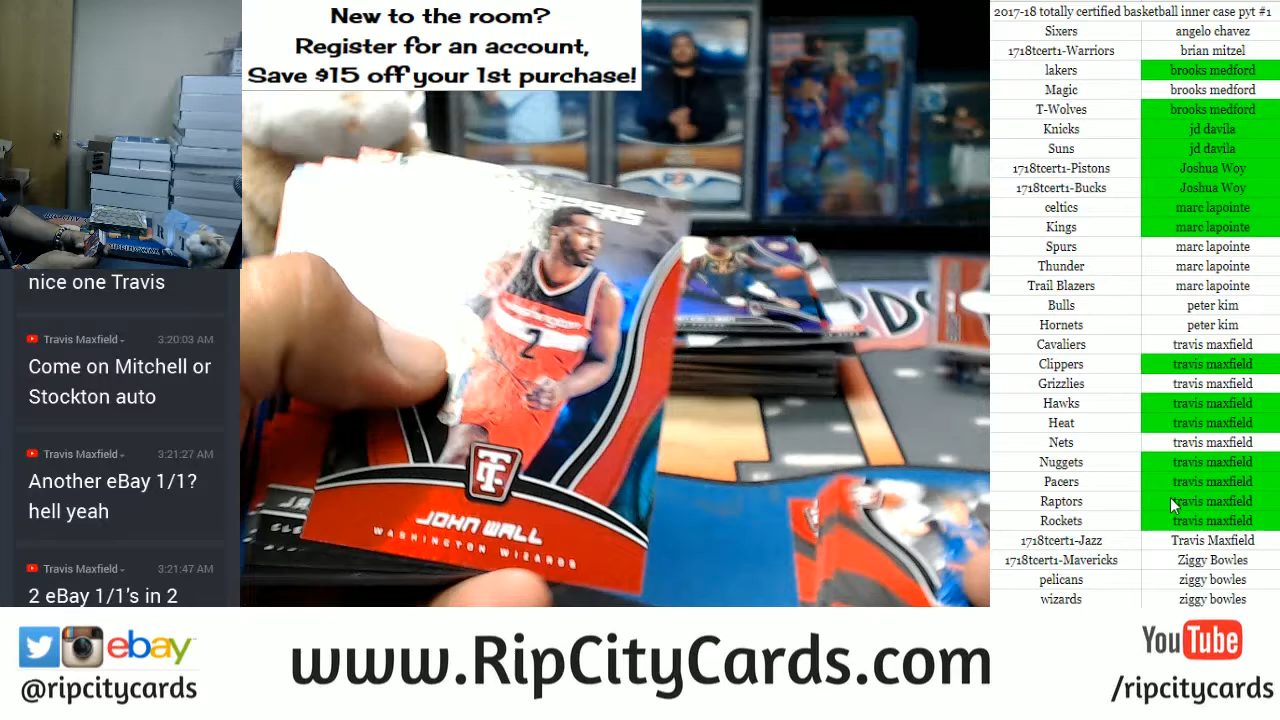 New to the room?
Register for an account,
Save $15 off your 1st purchase!
nice one Travis
Travis Maxfield
3:20:03 AM
Come on Mitchell or
Stockton auto
Travis Maxfield
3:21:27 AM
Another eBay 1/1?
hell yeah
Travis Maxfield
3:21:47 AM
2 eBay 1/1's in 2
2
JOHN WALL
WASHINGTON WIZARDS
2017-18 totally certified basketball inner case pyt #1
Sixers angelo chavez
1718tcert1-Warriors brian mitzel
lakers brooks medford
Magic brooks medford
T-Wolves brooks medford
Knicks jd davila
Suns jd davila
1718tcert1-Pistons Joshua Woy
1718tcert1-Bucks Joshua Woy
celtics marc lapointe
Kings marc lapointe
Spurs marc lapointe
Thunder marc lapointe
Trail Blazers marc lapointe
Bulls peter kim
Hornets peter kim
Cavaliers travis maxfield
Clippers travis maxfield
Grizzlies travis maxfield
Hawks travis maxfield
Heat travis maxfield
Nets travis maxfield
Nuggets travis maxfield
Pacers travis maxfield
Raptors travis maxfield
Rockets travis maxfield
1718tcert1-Jazz Travis Maxfield
1718tcert1-Mavericks Ziggy Bowles
pelicans ziggy bowles
wizards ziggy bowles
ebay
@ripcitycards
www.RipCityCards.com
YouTube
/ripcitycards